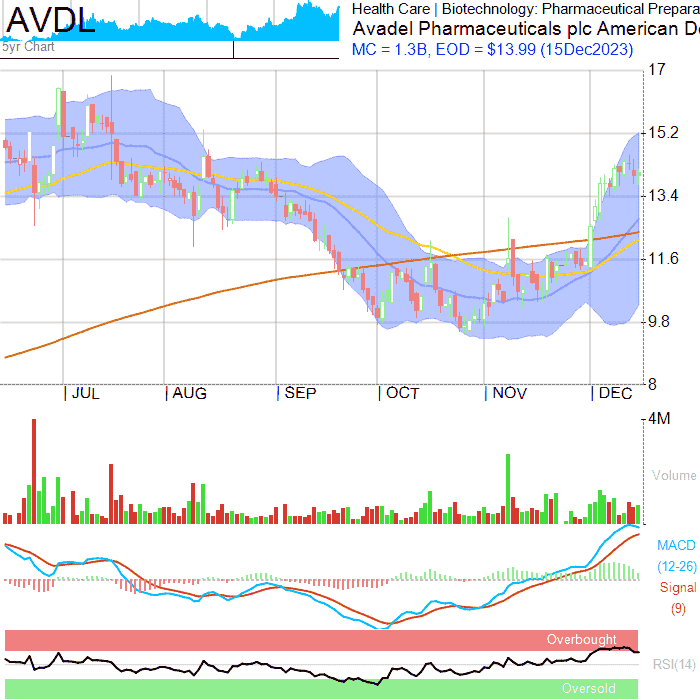 AVDL
5yr Chart
Health Care | Biotechnology: Pharmaceutical Prepara
Avadel Pharmaceuticals plc American De
MC = 1.3B, EOD = $13.99 (15Dec2023)
17
15.2
13.4
11.6
9.8
8
JUL AUG SEP OCT NOV DEC
4M
Volume
MACD
(12-26)
Signal
(9)
Overbought
RSI(14)
Oversold